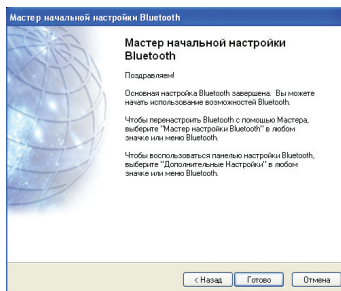 Мастер начальной настройки Bluetooth
Мастер начальной настройки
Bluetooth
Поздравляем!
Основная настройка Bluetooth завершена. Вы можете
начать использование возможностей Bluetooth.
Чтобы перенастроить Bluetooth с помощью Мастера,
выберите "Мастер настройки Bluetooth" в любом
значке или меню Bluetooth.
Чтобы воспользоваться панелью настройки Bluetooth,
выберите "Дополнительные Настройки" в любом
значке или меню Bluetooth.
< Назад
Готово
Отмена